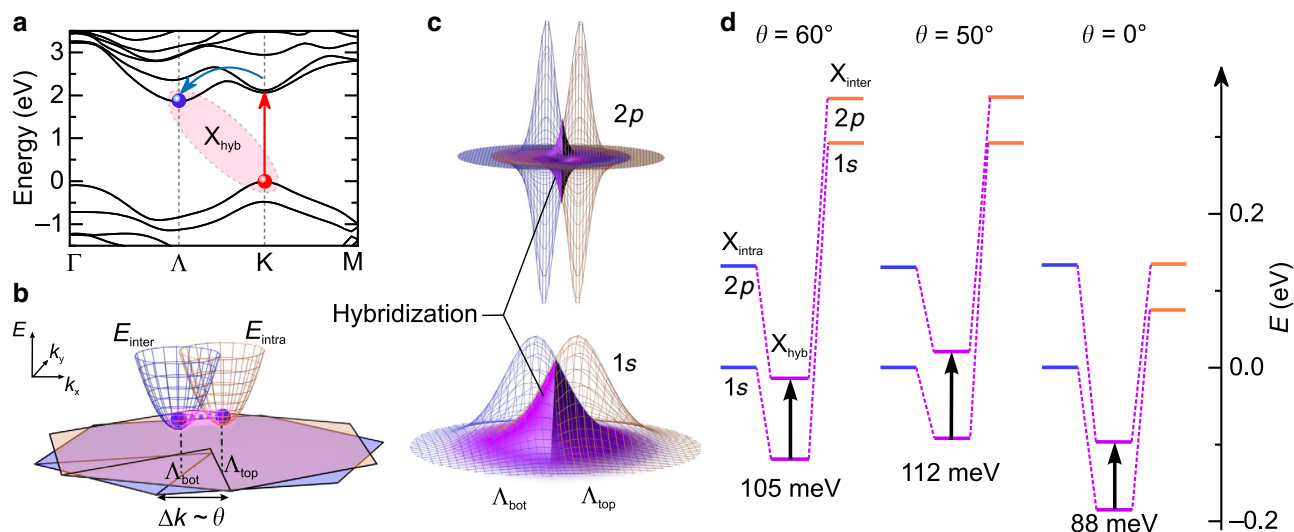 a
Energy (eV)
3
2
1
0
−1
Γ
Λ
K
M
X_hyb
b
E
k_y
k_x
E_inter
E_intra
Λ_bot
Λ_top
Δk ~ θ
c
2p
Hybridization
1s
Λ_bot
Λ_top
d
θ = 60°
θ = 50°
θ = 0°
X_inter
2p
1s
X_intra
2p
X_hyb
1s
105 meV
112 meV
88 meV
0.2
0.0
−0.2
E (eV)